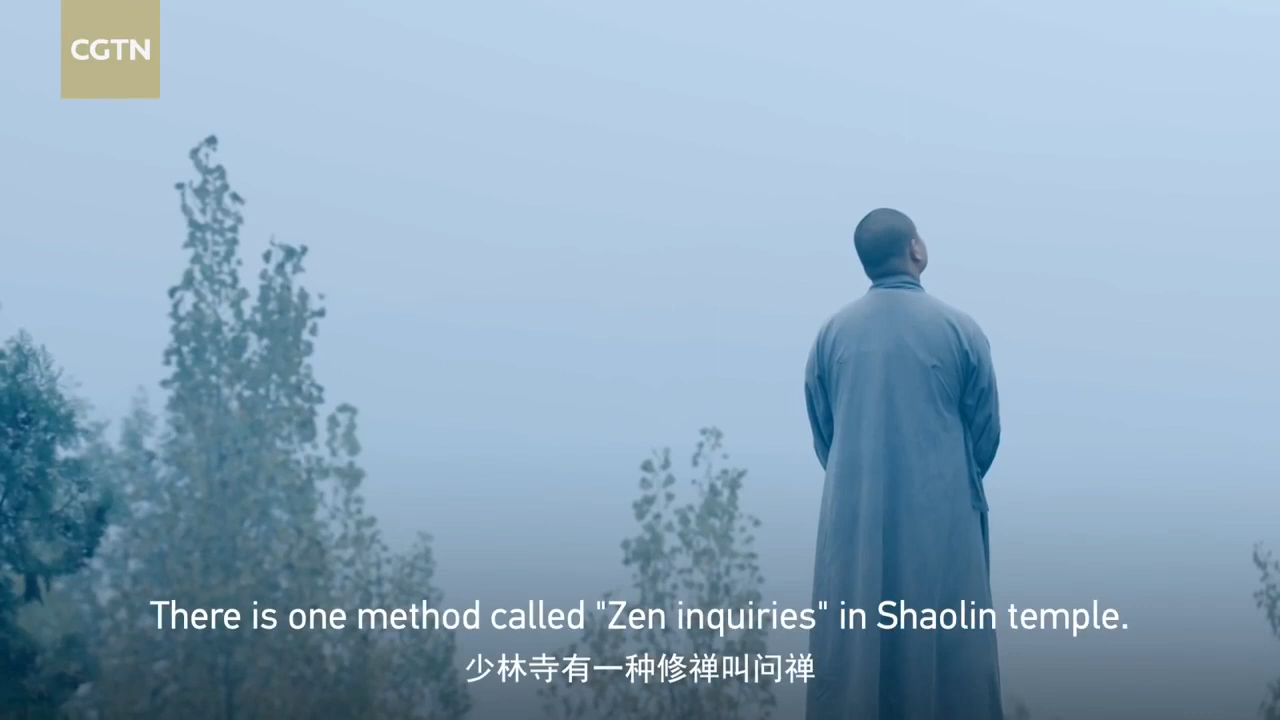 CGTN
There is one method called "Zen inquiries" in Shaolin temple.
少林寺有一种修禅叫问禅